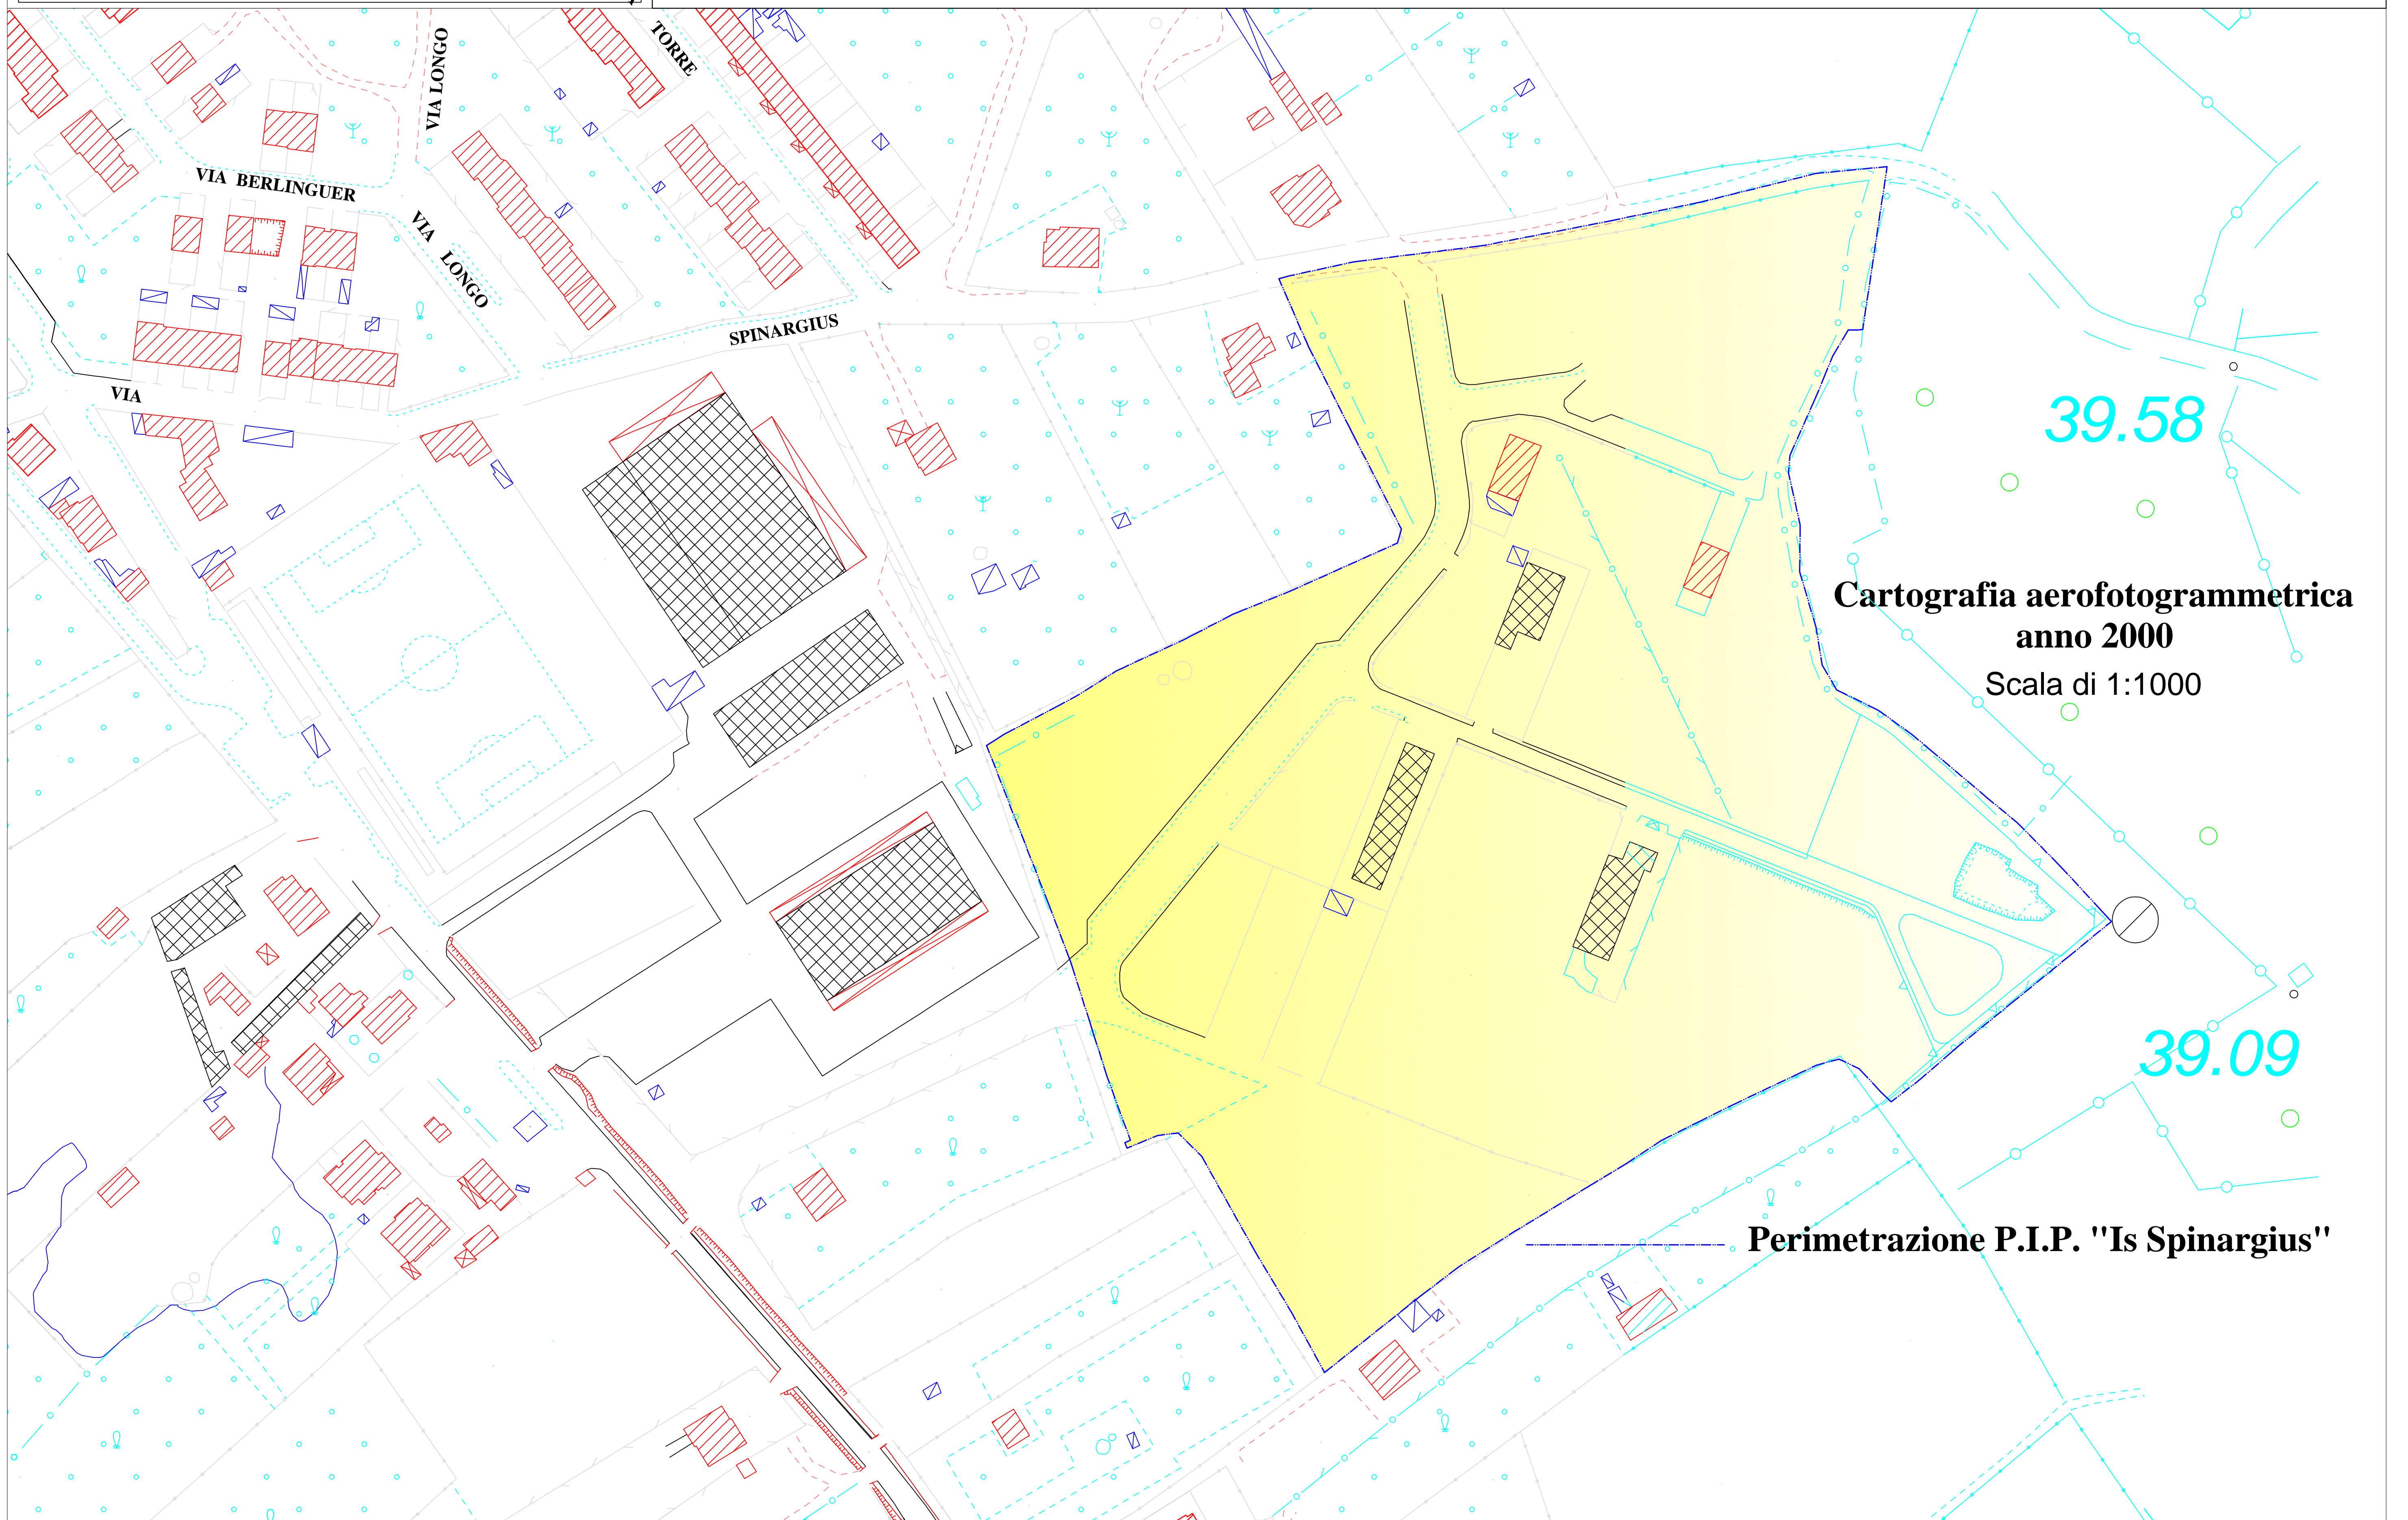 TORRE
VIA LONGO
VIA BERLINGUER
VIA LONGO
SPINARGIUS
VIA
39.58
Cartografia aerofotogrammetrica
anno 2000
Scala di 1:1000
39.09
Perimetrazione P.I.P. "Is Spinargius"